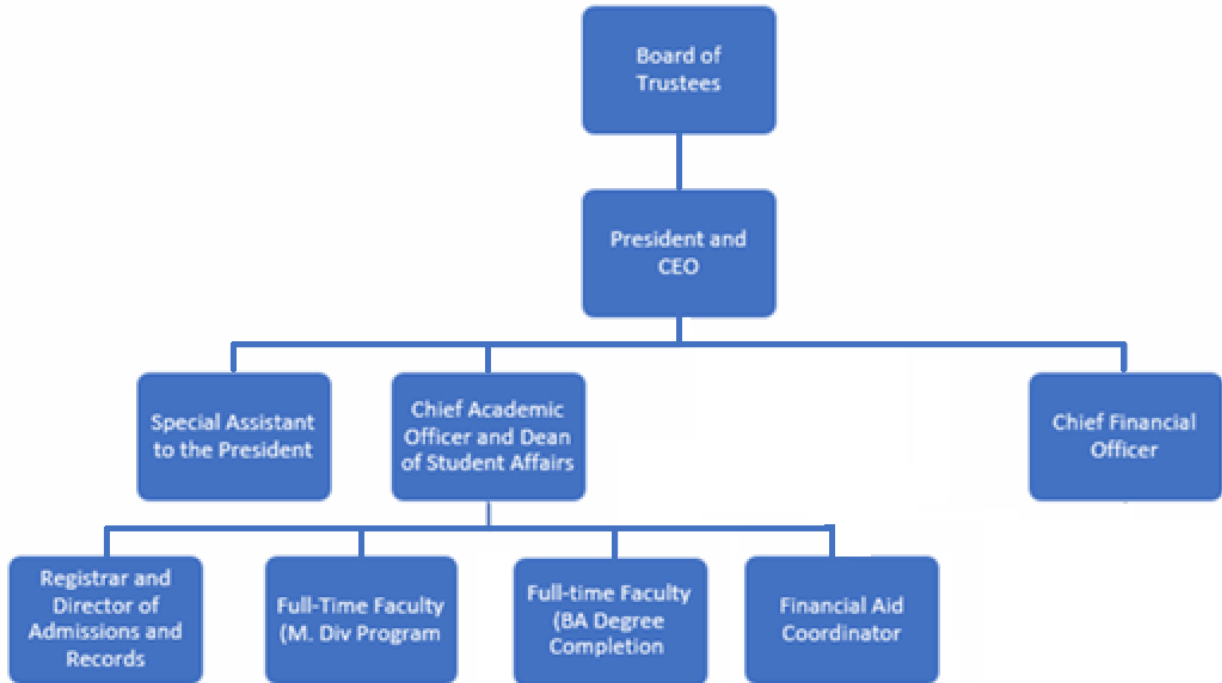 Board of
Trustees
President and
CEO
Special Assistant
to the President
Chief Academic
Officer and Dean
of Student Affairs
Chief Financial
Officer
Registrar and
Director of
Admissions and
Records
Full-Time Faculty
(M. Div Program
Full-time Faculty
(BA Degree
Completion
Financial Aid
Coordinator